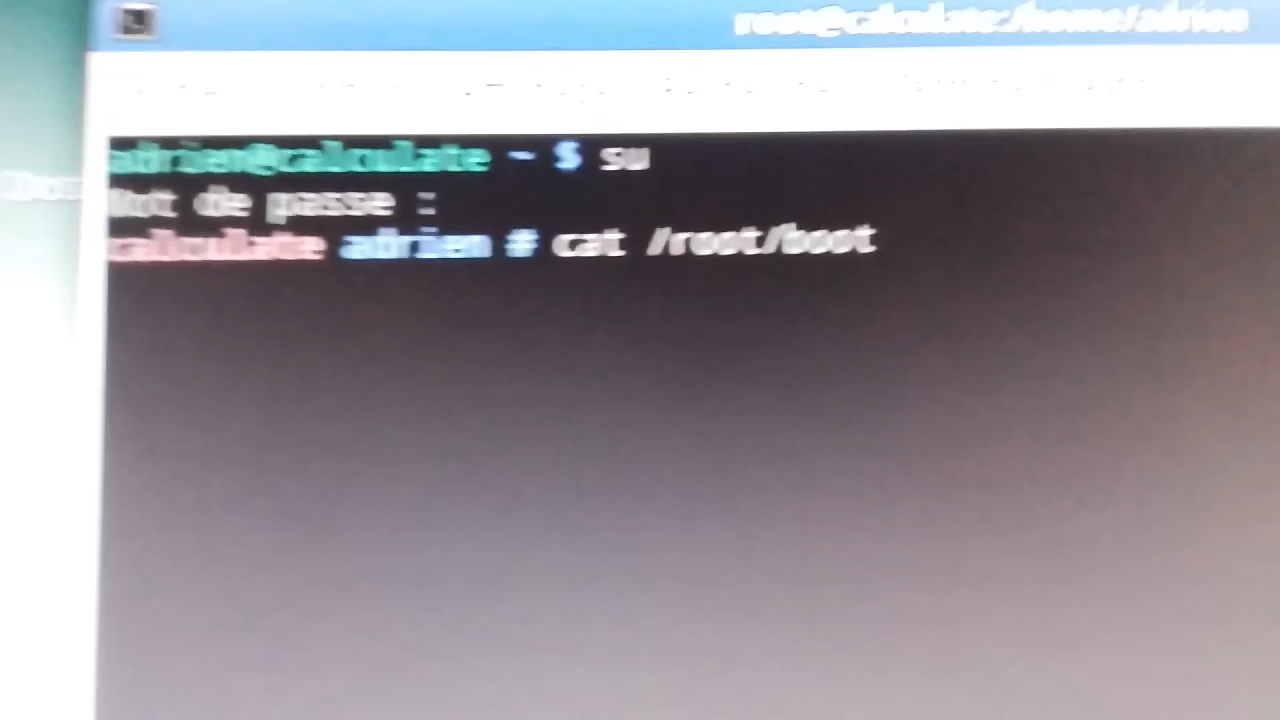 root@calculate:/home/adrien
adrien@calculate ~ $ su
Mot de passe :
calculate adrien # cat /root/boot